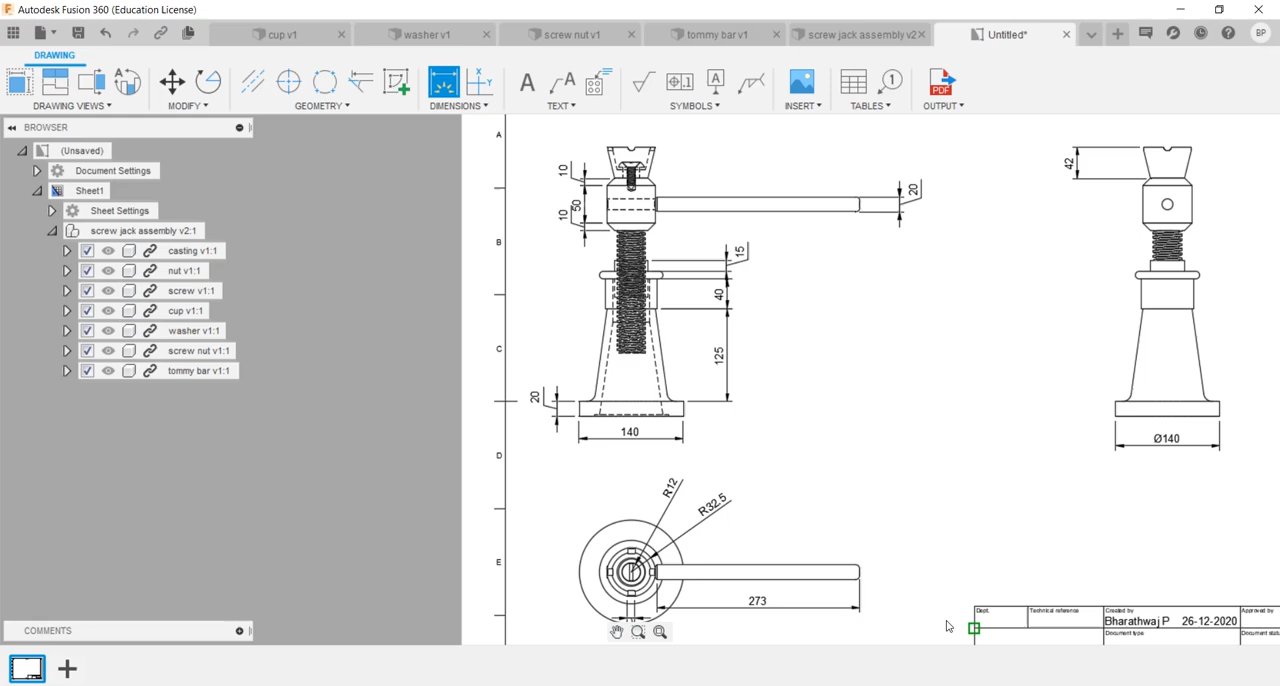 Autodesk Fusion 360 (Education License)
cup v1
washer v1
screw nut v1
tommy bar v1
screw jack assembly v2*
Untitled*
BP
DRAWING
DRAWING VIEWS
MODIFY
GEOMETRY
DIMENSIONS
TEXT
SYMBOLS
INSERT
TABLES
OUTPUT
PDF
BROWSER
(Unsaved)
Document Settings
Sheet1
Sheet Settings
screw jack assembly v2:1
casting v1:1
nut v1:1
screw v1:1
cup v1:1
washer v1:1
screw nut v1:1
tommy bar v1:1
COMMENTS
A
B
C
D
E
10
50
10
20
15
40
125
20
140
42
Ø140
R12
R32.5
273
Dept.
Technical reference
Created by
Approved by
Bharathwaj P 26-12-2020
Document type
Document statu